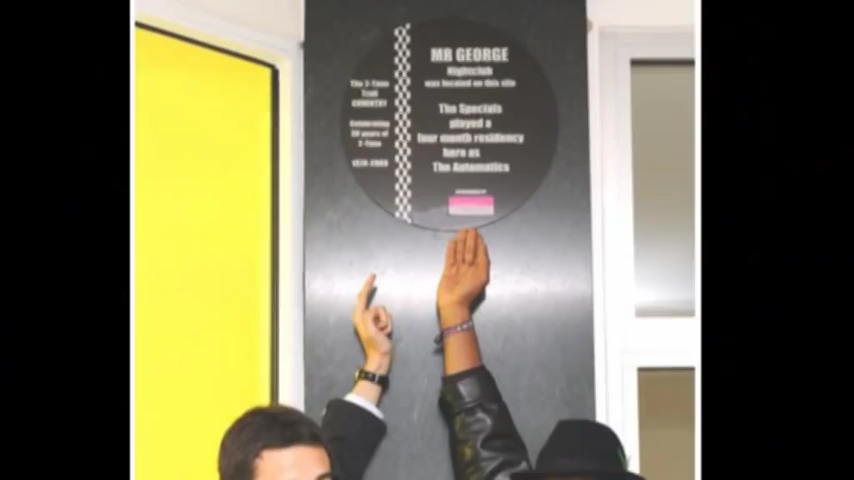 MR GEORGE
Nightclub
was located on this site
The Specials
played a
four month residency
here as
The Automatics
The 2-Tone
Trail
COVENTRY
Celebrating
30 years of
2-Tone
1979-2009